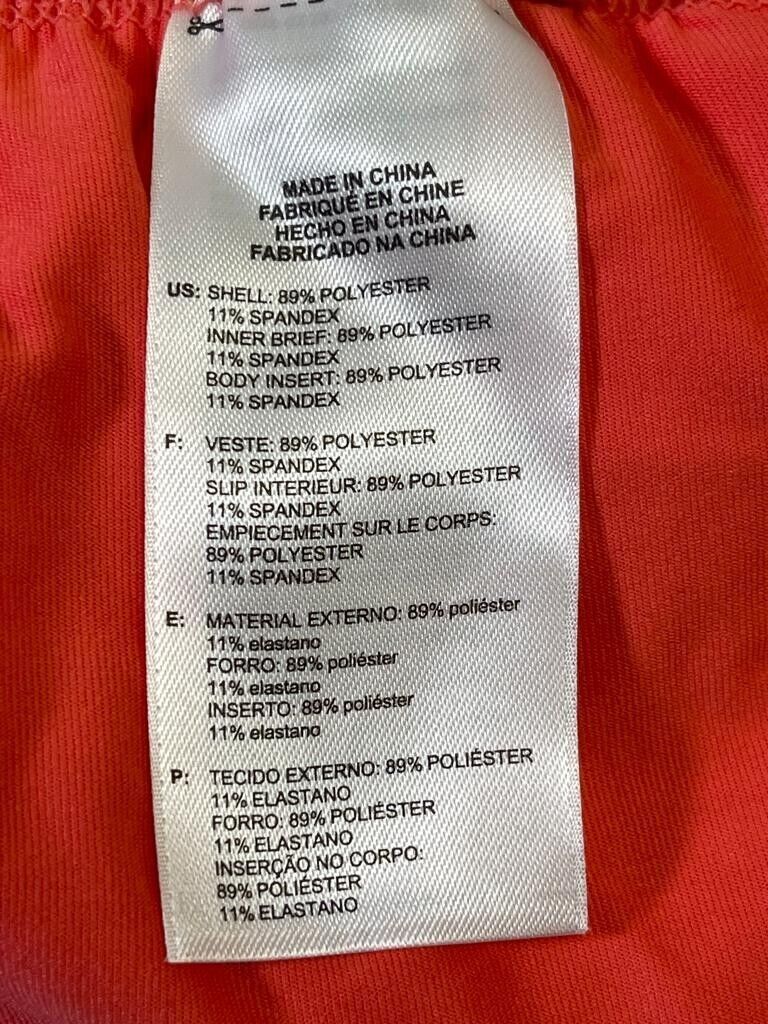 MADE IN CHINA
FABRIQUÉ EN CHINE
HECHO EN CHINA
FABRICADO NA CHINA
US: SHELL: 89% POLYESTER
11% SPANDEX
INNER BRIEF: 89% POLYESTER
11% SPANDEX
BODY INSERT: 89% POLYESTER
11% SPANDEX
F: VESTE: 89% POLYESTER
11% SPANDEX
SLIP INTERIEUR: 89% POLYESTER
11% SPANDEX
EMPIECEMENT SUR LE CORPS:
89% POLYESTER
11% SPANDEX
E: MATERIAL EXTERNO: 89% poliéster
11% elastano
FORRO: 89% poliéster
11% elastano
INSERTO: 89% poliéster
11% elastano
P: TECIDO EXTERNO: 89% POLIÉSTER
11% ELASTANO
FORRO: 89% POLIÉSTER
11% ELASTANO
INSERÇÃO NO CORPO:
89% POLIÉSTER
11% ELASTANO